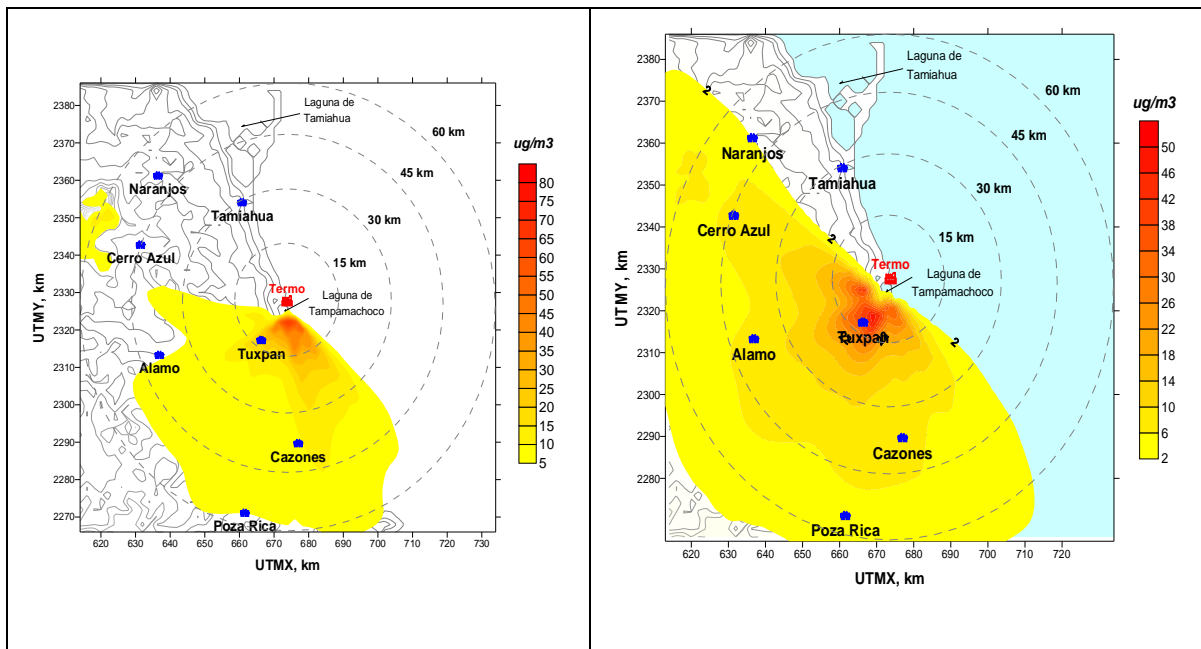 2380
2370
2360
2350
2340
2330
2320
2310
2300
2290
2280
2270
UTMY, km
Laguna de
Tamiahua
60 km
45 km
30 km
15 km
Naranjos
Tamiahua
Cerro Azul
Termo
Laguna de
Tampamachoco
Tuxpan
Alamo
Cazones
Poza Rica
620
630
640
650
660
670
680
690
700
710
720
730
UTMX, km
ug/m3
80
75
70
65
60
55
50
45
40
35
30
25
20
15
10
5
2380
2370
2360
2350
2340
2330
2320
2310
2300
2290
2280
UTMY, km
Laguna de
Tamiahua
60 km
45 km
30 km
15 km
2
Naranjos
Tamiahua
Cerro Azul
2
Termo
Laguna de
Tampamachoco
Tuxpan
2
Alamo
Cazones
Poza Rica
620
630
640
650
660
670
680
690
700
710
720
UTMX, km
ug/m3
50
46
42
38
34
30
26
22
18
14
10
6
2